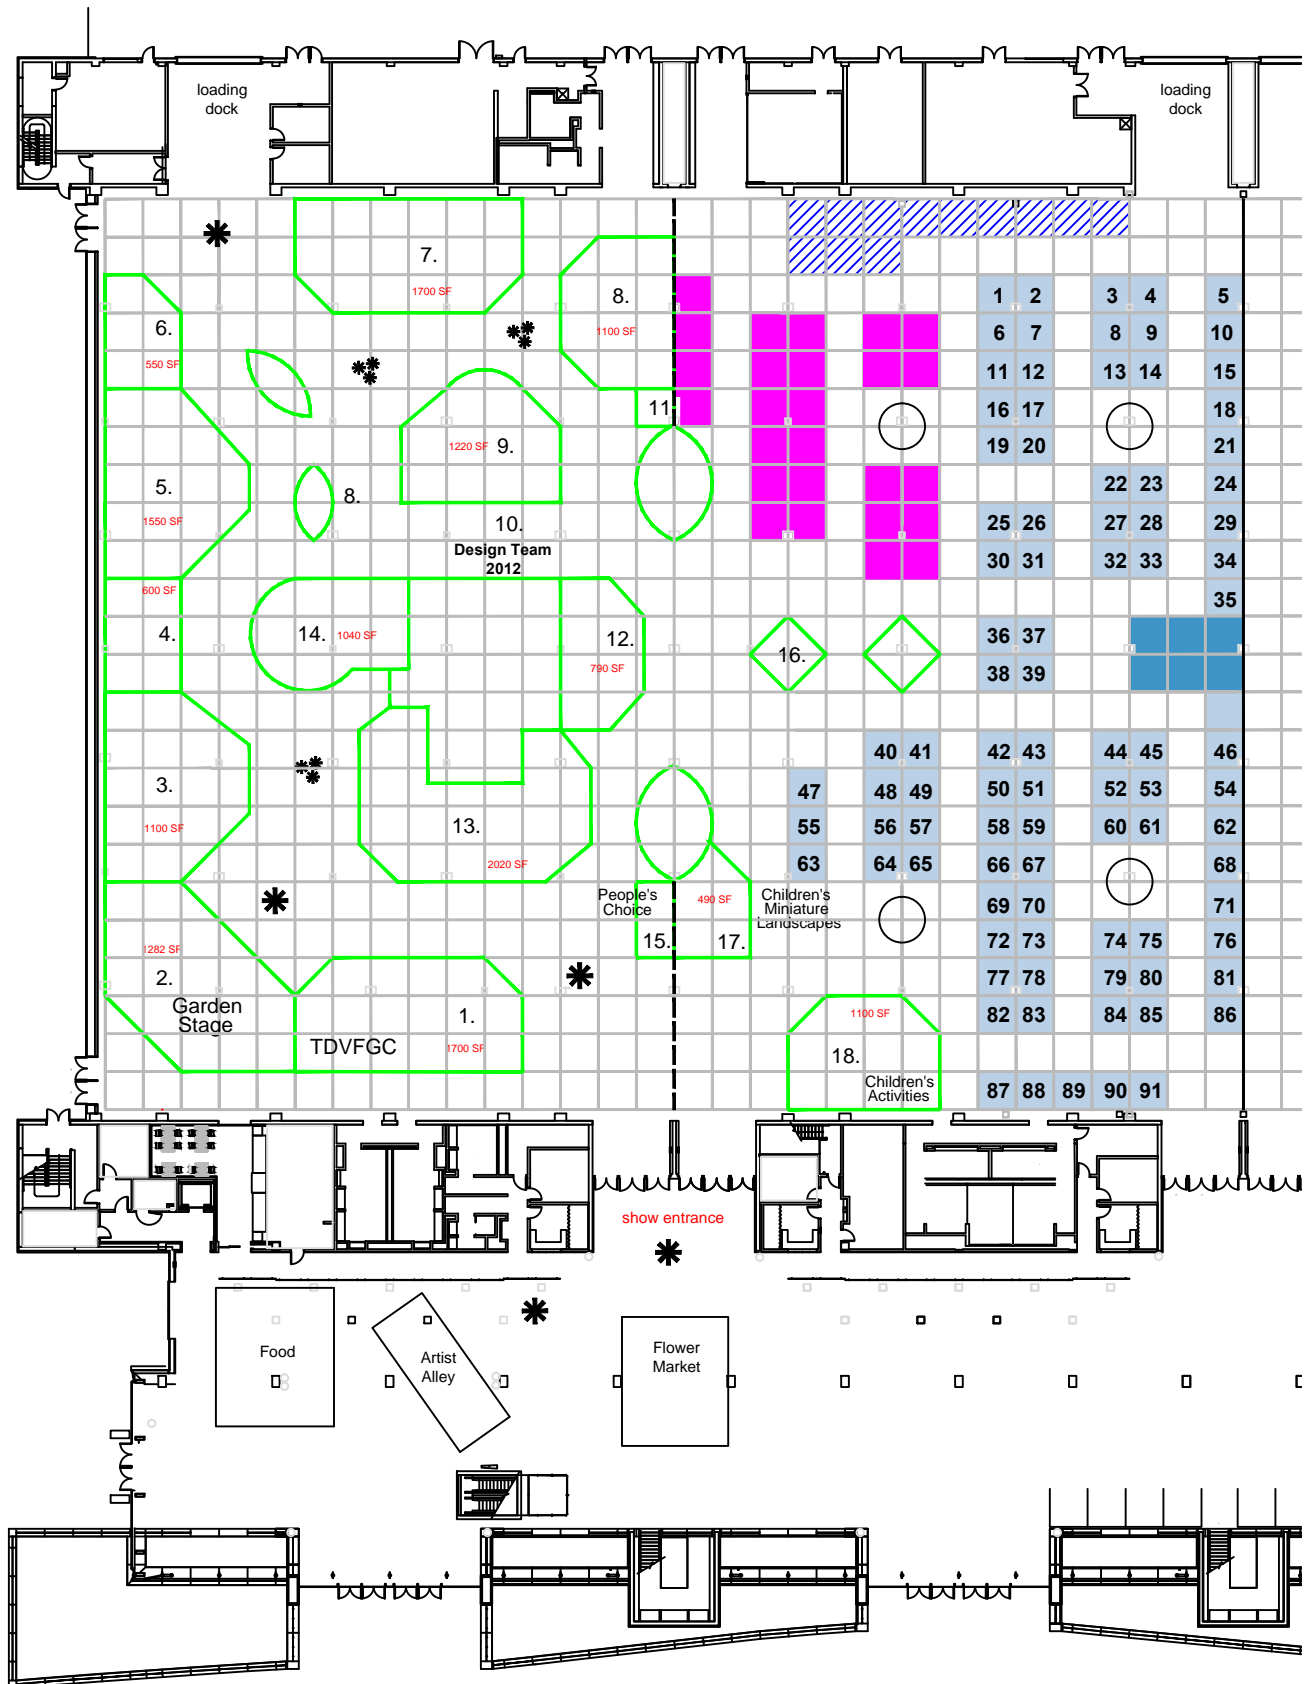 loading
dock
loading
dock
7.
1700 SF
8.
1100 SF
6.
550 SF
11
1220 SF 9.
5.
1550 SF
8.
10.
Design Team
2012
600 SF
4.
14. 1040 SF
12.
790 SF
16.
3.
1100 SF
13.
2020 SF
People's
Choice
490 SF
Children's
Miniature
Landscapes
15.
17.
1282 SF
2.
Garden
Stage
1.
TDVFGC
1700 SF
1100 SF
18.
Children's
Activities
1 2 3 4 5
6 7 8 9 10
11 12 13 14 15
16 17 18
19 20 21
22 23 24
25 26 27 28 29
30 31 32 33 34
35
36 37
38 39
40 41 42 43 44 45 46
47 48 49 50 51 52 53 54
55 56 57 58 59 60 61 62
63 64 65 66 67 68
69 70 71
72 73 74 75 76
77 78 79 80 81
82 83 84 85 86
87 88 89 90 91
show entrance
Food
Artist
Alley
Flower
Market